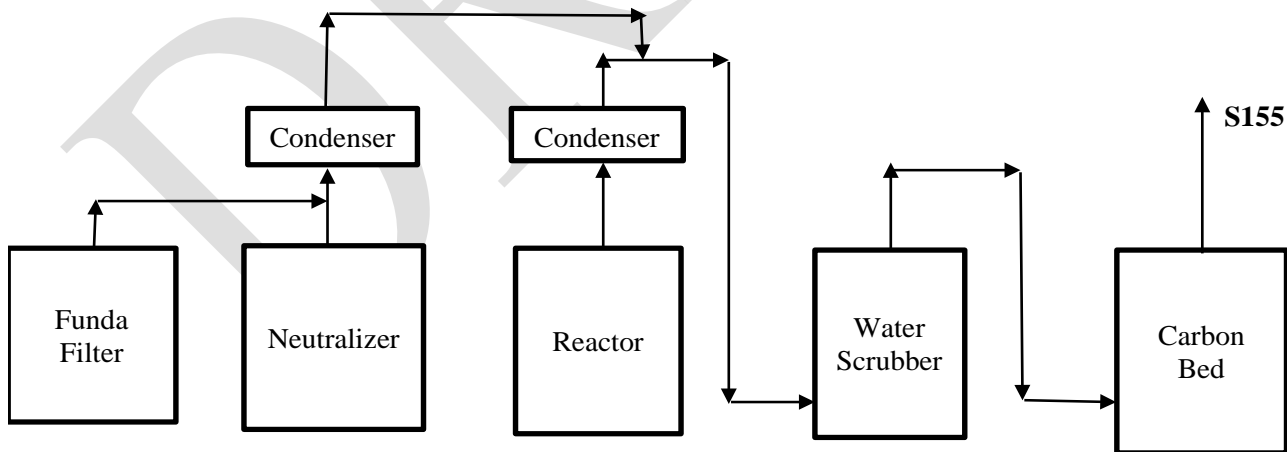 Condenser
Condenser
S155
Funda
Filter
Neutralizer
Reactor
Water
Scrubber
Carbon
Bed